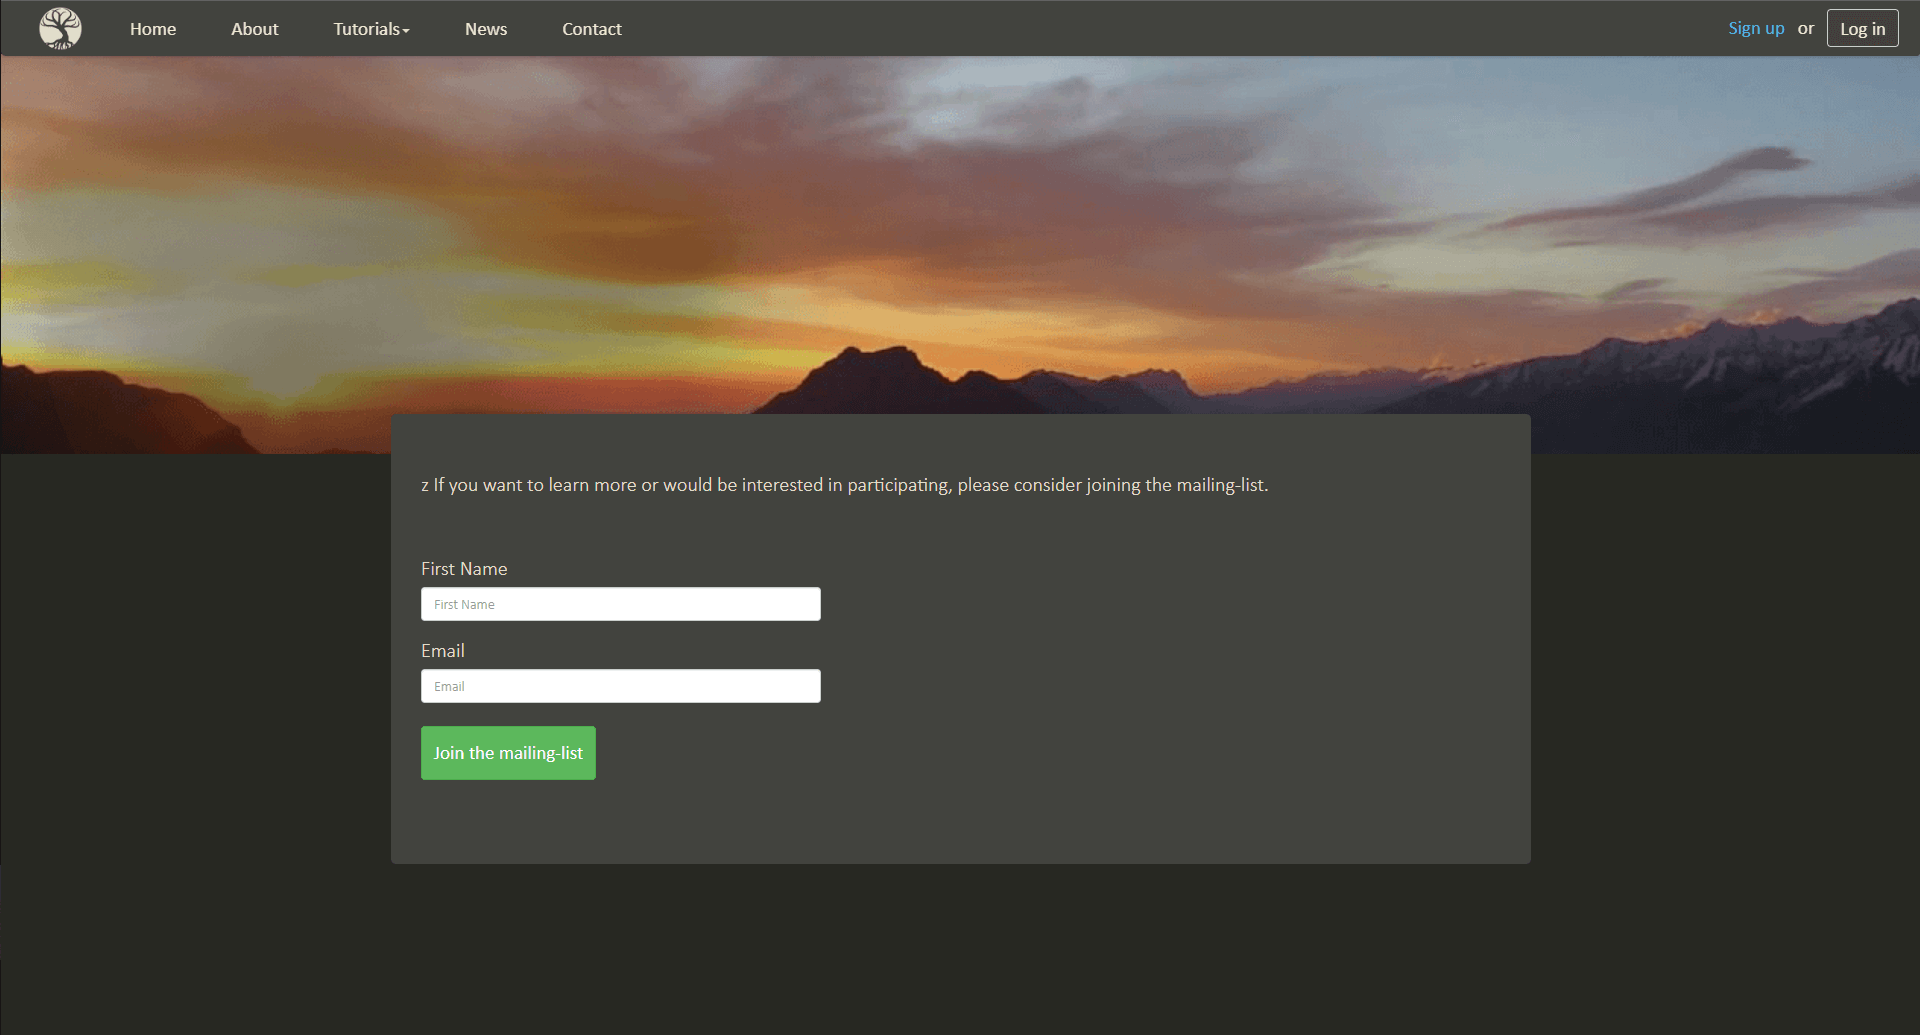 Home About Tutorials News Contact Sign up or Log in
z If you want to learn more or would be interested in participating, please consider joining the mailing-list.
First Name
First Name
Email
Email
Join the mailing-list